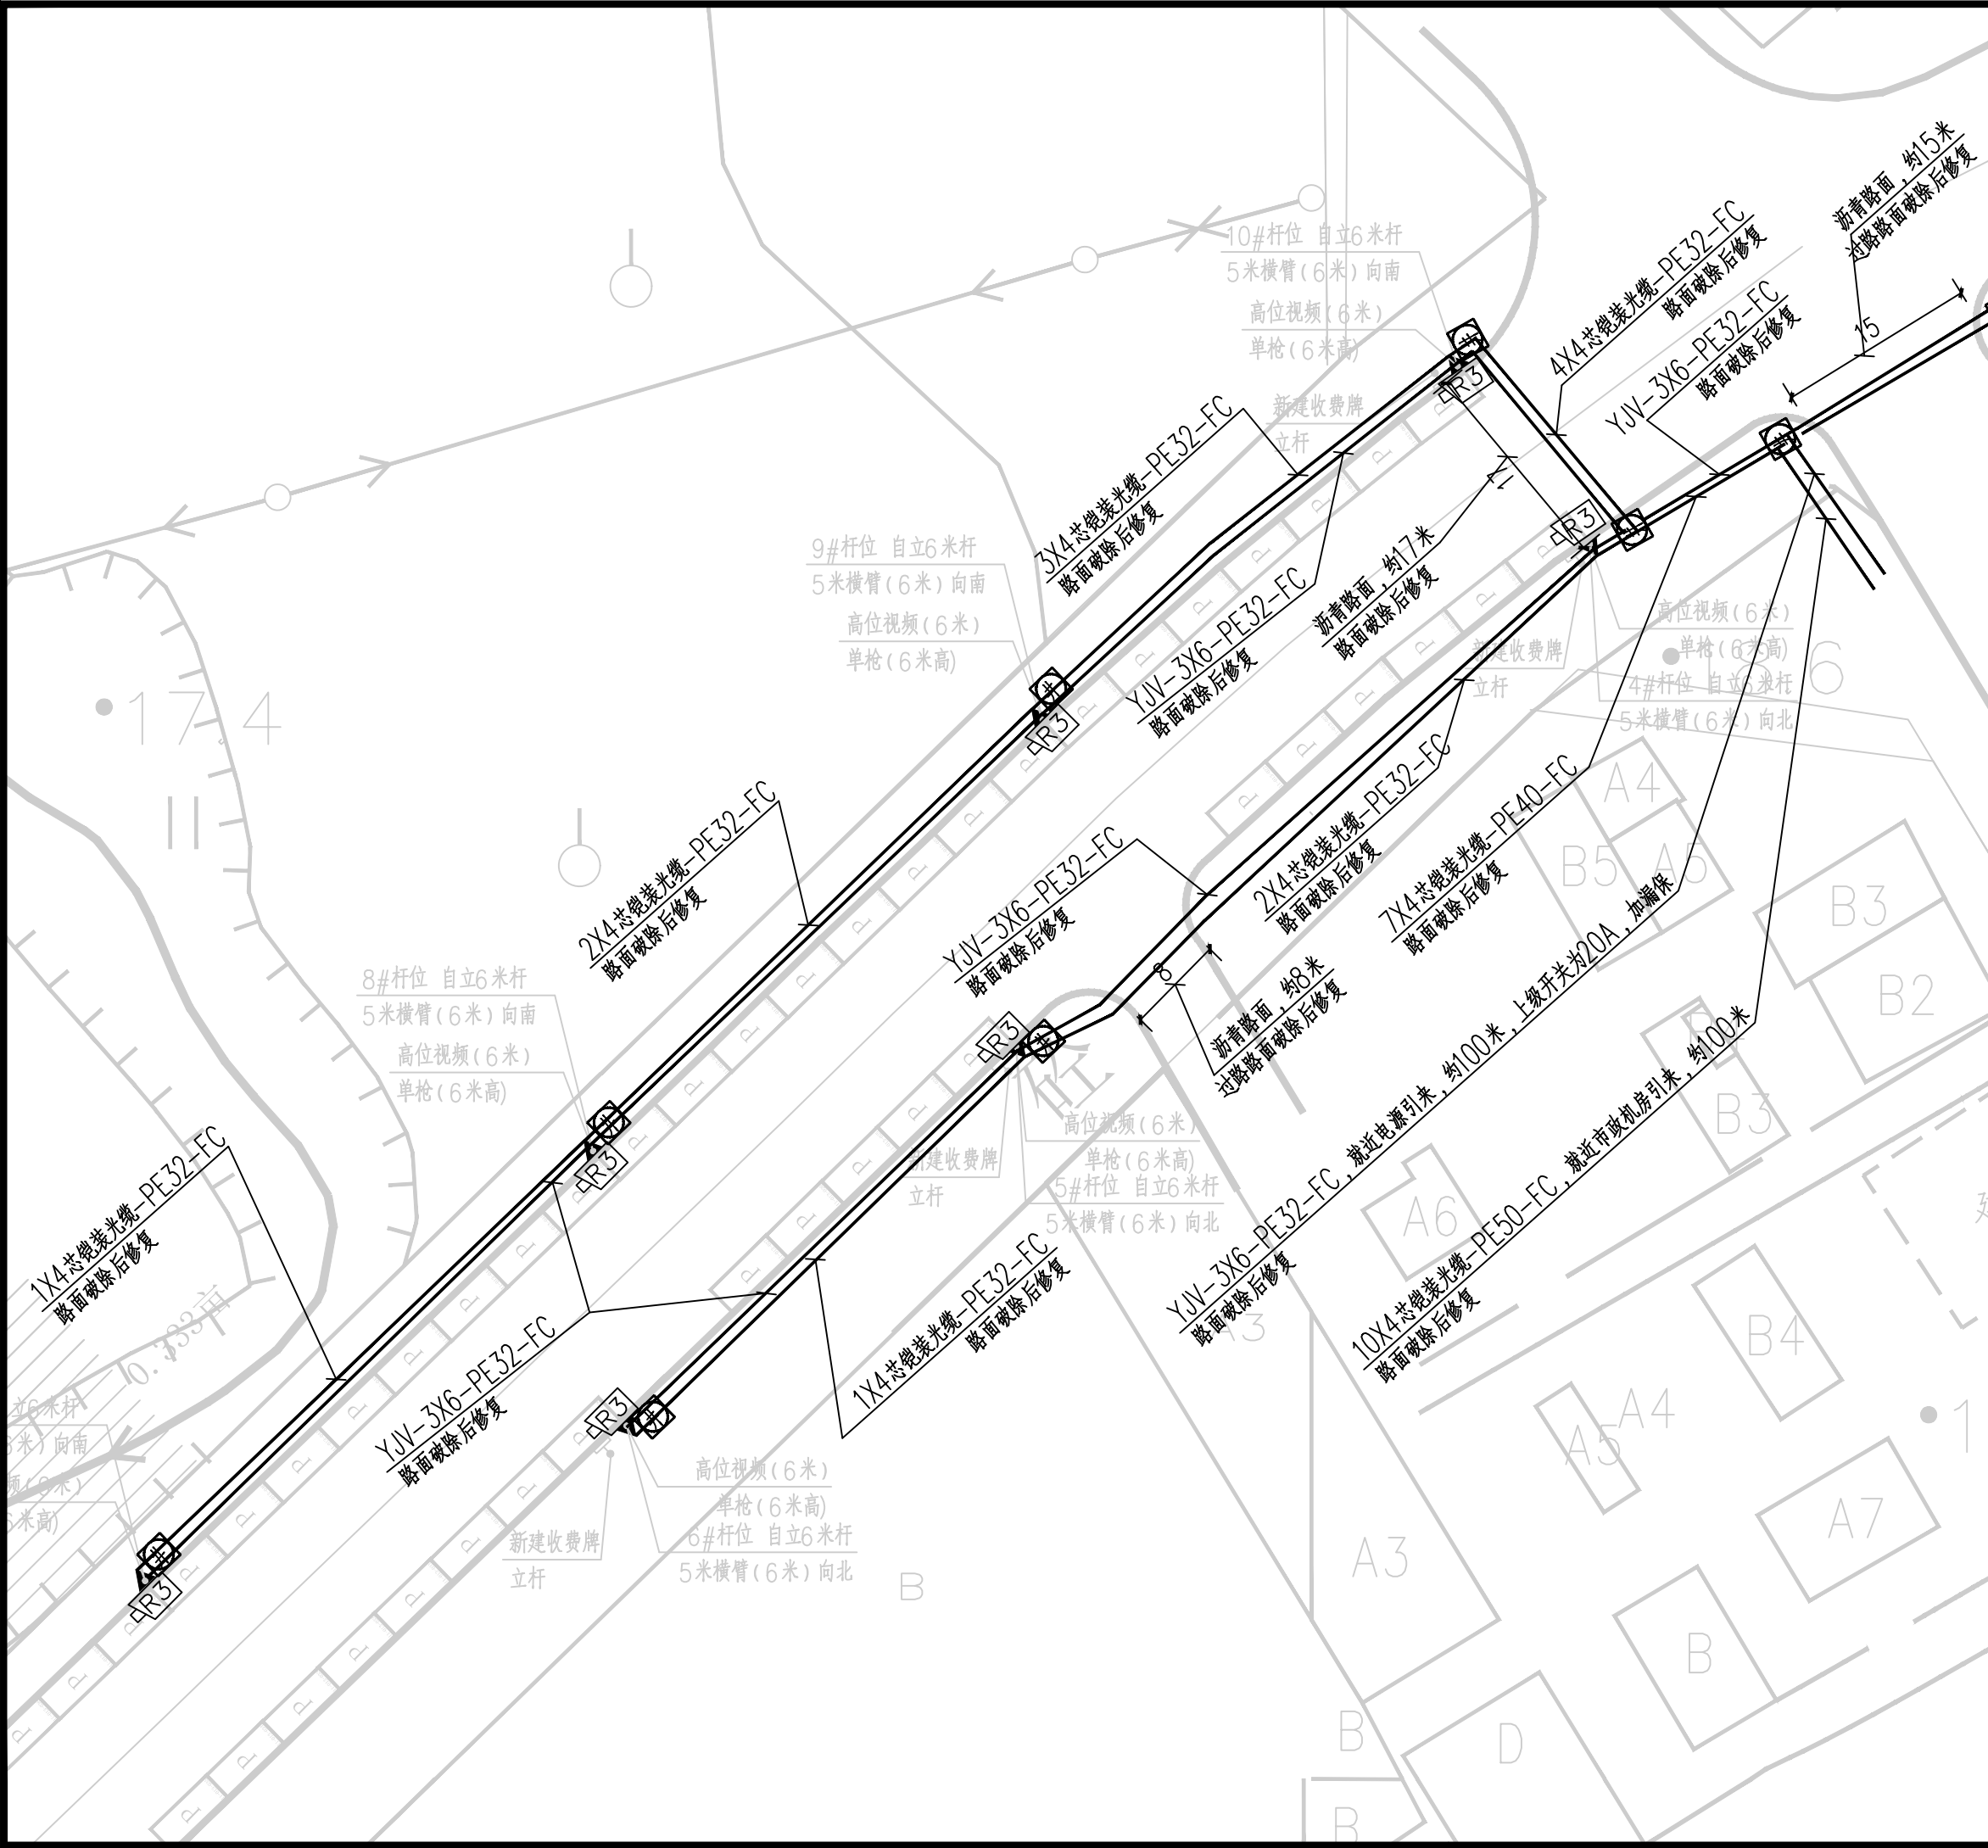 沥青路面，约15米
过路路面破除后修复
15
4X4芯铠装光缆-PE32-FC
路面破除后修复
YJV-3X6-PE32-FC
路面破除后修复
10#杆位 自立6米杆
5米横臂(6米)向南
高位视频(6米)
单枪(6米高)
新建收费牌
立杆
R3
3X4芯铠装光缆-PE32-FC
路面破除后修复
YJV-3X6-PE32-FC
路面破除后修复
沥青路面，约17米
路面破除后修复
17
R3
9#杆位 自立6米杆
5米横臂(6米)向南
高位视频(6米)
单枪(6米高)
R3
高位视频(6米)
单枪(6米高)
新建收费牌
立杆
4#杆位 自立6米杆
5米横臂(6米)向北
17.4
2X4芯铠装光缆-PE32-FC
路面破除后修复
YJV-3X6-PE32-FC
路面破除后修复
2X4芯铠装光缆-PE32-FC
路面破除后修复
7X4芯铠装光缆-PE40-FC
路面破除后修复
A4
B5
A5
B3
B2
8
沥青路面，约8米
过路路面破除后修复
8#杆位 自立6米杆
5米横臂(6米)向南
高位视频(6米)
单枪(6米高)
R3
R3
高位视频(6米)
单枪(6米高)
新建收费牌
立杆
5#杆位 自立6米杆
5米横臂(6米)向北
YJV-3X6-PE32-FC，就近电源引来，约100米，上级开关为20A，加漏保
路面破除后修复
10X4芯铠装光缆-PE50-FC，就近市政机房引来，约100米
路面破除后修复
B3
A6
1X4芯铠装光缆-PE32-FC
路面破除后修复
0.333亩
YJV-3X6-PE32-FC
路面破除后修复
1X4芯铠装光缆-PE32-FC
路面破除后修复
A3
B4
A4
A5
A7
R3
高位视频(6米)
单枪(6米高)
新建收费牌
立杆
6#杆位 自立6米杆
5米横臂(6米)向北
立6米杆
米)向南
米高)
R3
A3
B
B
B
D
B
P P P P P P P P P P